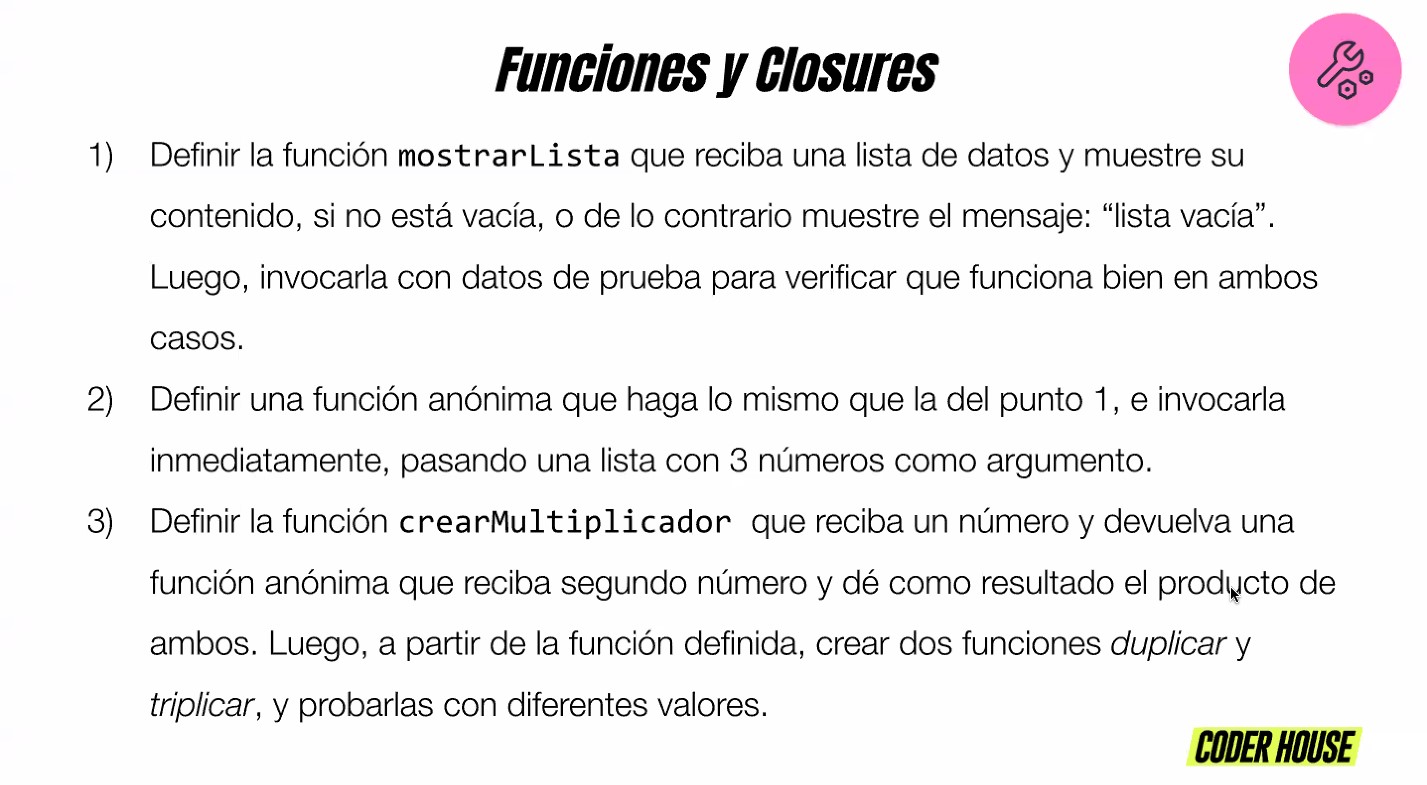 Funciones y Closures
1) Definir la función mostrarLista que reciba una lista de datos y muestre su
contenido, si no está vacía, o de lo contrario muestre el mensaje: “lista vacía”.
Luego, invocarla con datos de prueba para verificar que funciona bien en ambos
casos.
2) Definir una función anónima que haga lo mismo que la del punto 1, e invocarla
inmediatamente, pasando una lista con 3 números como argumento.
3) Definir la función crearMultiplicador que reciba un número y devuelva una
función anónima que reciba segundo número y dé como resultado el producto de
ambos. Luego, a partir de la función definida, crear dos funciones duplicar y
triplicar, y probarlas con diferentes valores.
CODER HOUSE